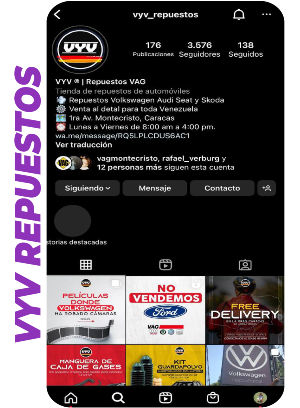 VYV REPUESTOS
vyv_repuestos
VYV
176
Publicaciones
3.576
Seguidores
138
Seguidos
VYV ® | Repuestos VAG
Tienda de repuestos de automóviles
Repuestos Volkswagen Audi Seat y Skoda
Venta al detal para toda Venezuela
1ra Av. Montecristo, Caracas
Lunes a Viernes de 8:00 am a 4:00 pm.
wa.me/message/RQ5LPLCDUS6AC1
Ver traducción
vagmontecristo, rafael_verburg y
12 personas más siguen esta cuenta
Siguiendo
Mensaje
Contacto
storias destacadas
PELÍCULAS
DONDE
VOLKSWAGEN
HA ROBADO CÁMARAS
NO
VENDEMOS
Ford
VAG
FREE
DELIVERY
MANGUERA DE
CAJA DE GASES
KIT
GUARDAPOLVO
Volkswagen